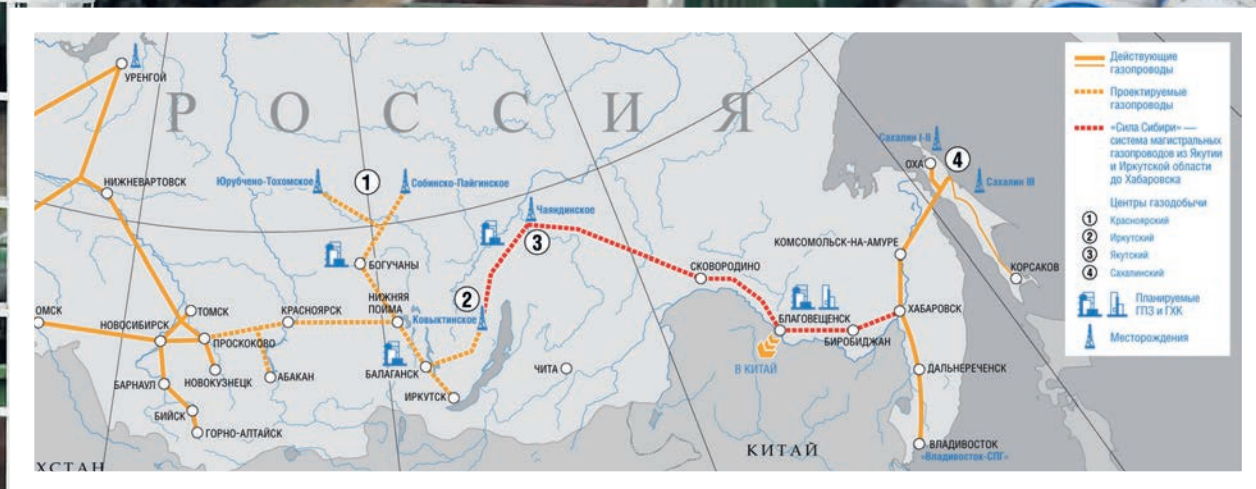 УРЕНГОЙ
РОССИЯ
НИЖНЕВАРТОВСК
Юрубчено-Тохомское
1
Собинско-Пайгинское
Чаяндинское
3
БОГУЧАНЫ
НИЖНЯЯ
ПОЙМА
2
Ковыктинское
ОМСК
НОВОСИБИРСК
ТОМСК
ПРОСКОКОВО
КРАСНОЯРСК
БАРНАУЛ
НОВОКУЗНЕЦК
АБАКАН
БИЙСК
ГОРНО-АЛТАЙСК
БАЛАГАНСК
ИРКУТСК
ЧИТА
СКОВОРОДИНО
БЛАГОВЕЩЕНСК
БИРОБИДЖАН
В КИТАЙ
КИТАЙ
ХСТАН
Сахалин I-II
ОХА
4
Сахалин III
КОМСОМОЛЬСК-НА-АМУРЕ
КОРСАКОВ
ХАБАРОВСК
ДАЛЬНЕРЕЧЕНСК
ВЛАДИВОСТОК
«Владивосток-СПГ»
Действующие
газопроводы
Проектируемые
газопроводы
«Сила Сибири» —
система магистральных
газопроводов из Якутии
и Иркутской области
до Хабаровска
Центры газодобычи
1 Красноярский
2 Иркутский
3 Якутский
4 Сахалинский
Планируемые
ГПЗ и ГХК
Месторождения